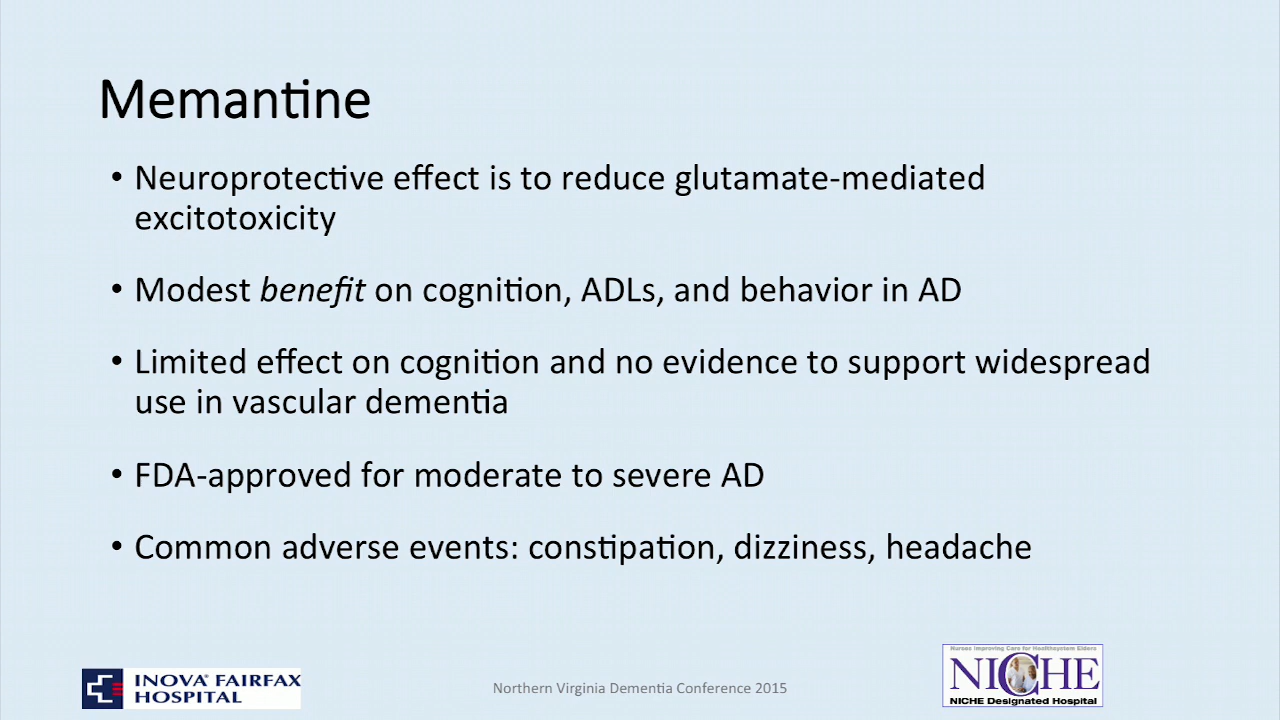 Memantine
• Neuroprotective effect is to reduce glutamate-mediated
excitotoxicity
• Modest benefit on cognition, ADLs, and behavior in AD
• Limited effect on cognition and no evidence to support widespread
use in vascular dementia
• FDA-approved for moderate to severe AD
• Common adverse events: constipation, dizziness, headache
INOVA® FAIRFAX
HOSPITAL
Northern Virginia Dementia Conference 2015
Nurses Improving Care for Healthsystem Elders
NICHE
NICHE Designated Hospital